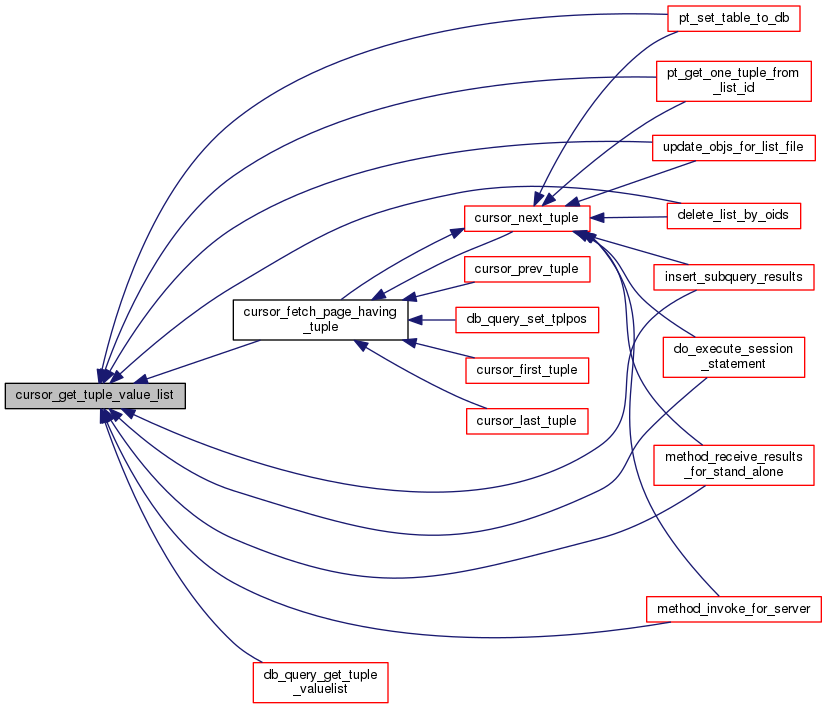 pt_set_table_to_db
pt_get_one_tuple_from
_list_id
update_objs_for_list_file
cursor_next_tuple
delete_list_by_oids
cursor_prev_tuple
insert_subquery_results
cursor_fetch_page_having
_tuple
db_query_set_tplpos
do_execute_session
_statement
cursor_first_tuple
cursor_get_tuple_value_list
cursor_last_tuple
method_receive_results
_for_stand_alone
method_invoke_for_server
db_query_get_tuple
_valuelist